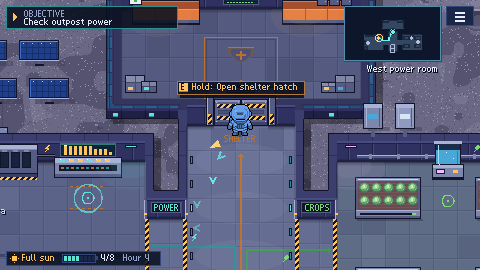 OBJECTIVE
Check outpost power
E Hold: Open shelter hatch
West power room
SHELTER
POWER
CROPS
Full sun 4/8 Hour 4